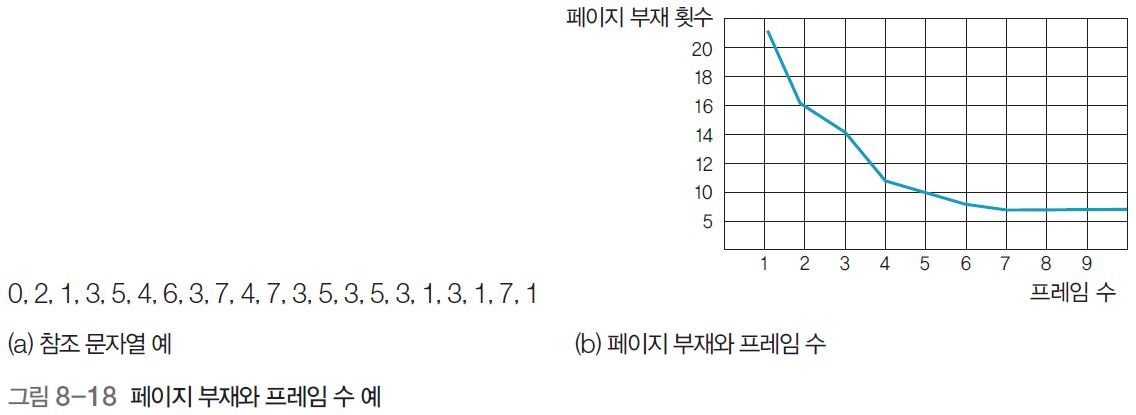 페이지 부재 횟수
20
18
16
14
12
10
5
1 2 3 4 5 6 7 8 9
프레임 수
0, 2, 1, 3, 5, 4, 6, 3, 7, 4, 7, 3, 5, 3, 5, 3, 1, 3, 1, 7, 1
(a) 참조 문자열 예
(b) 페이지 부재와 프레임 수
그림 8-18 페이지 부재와 프레임 수 예